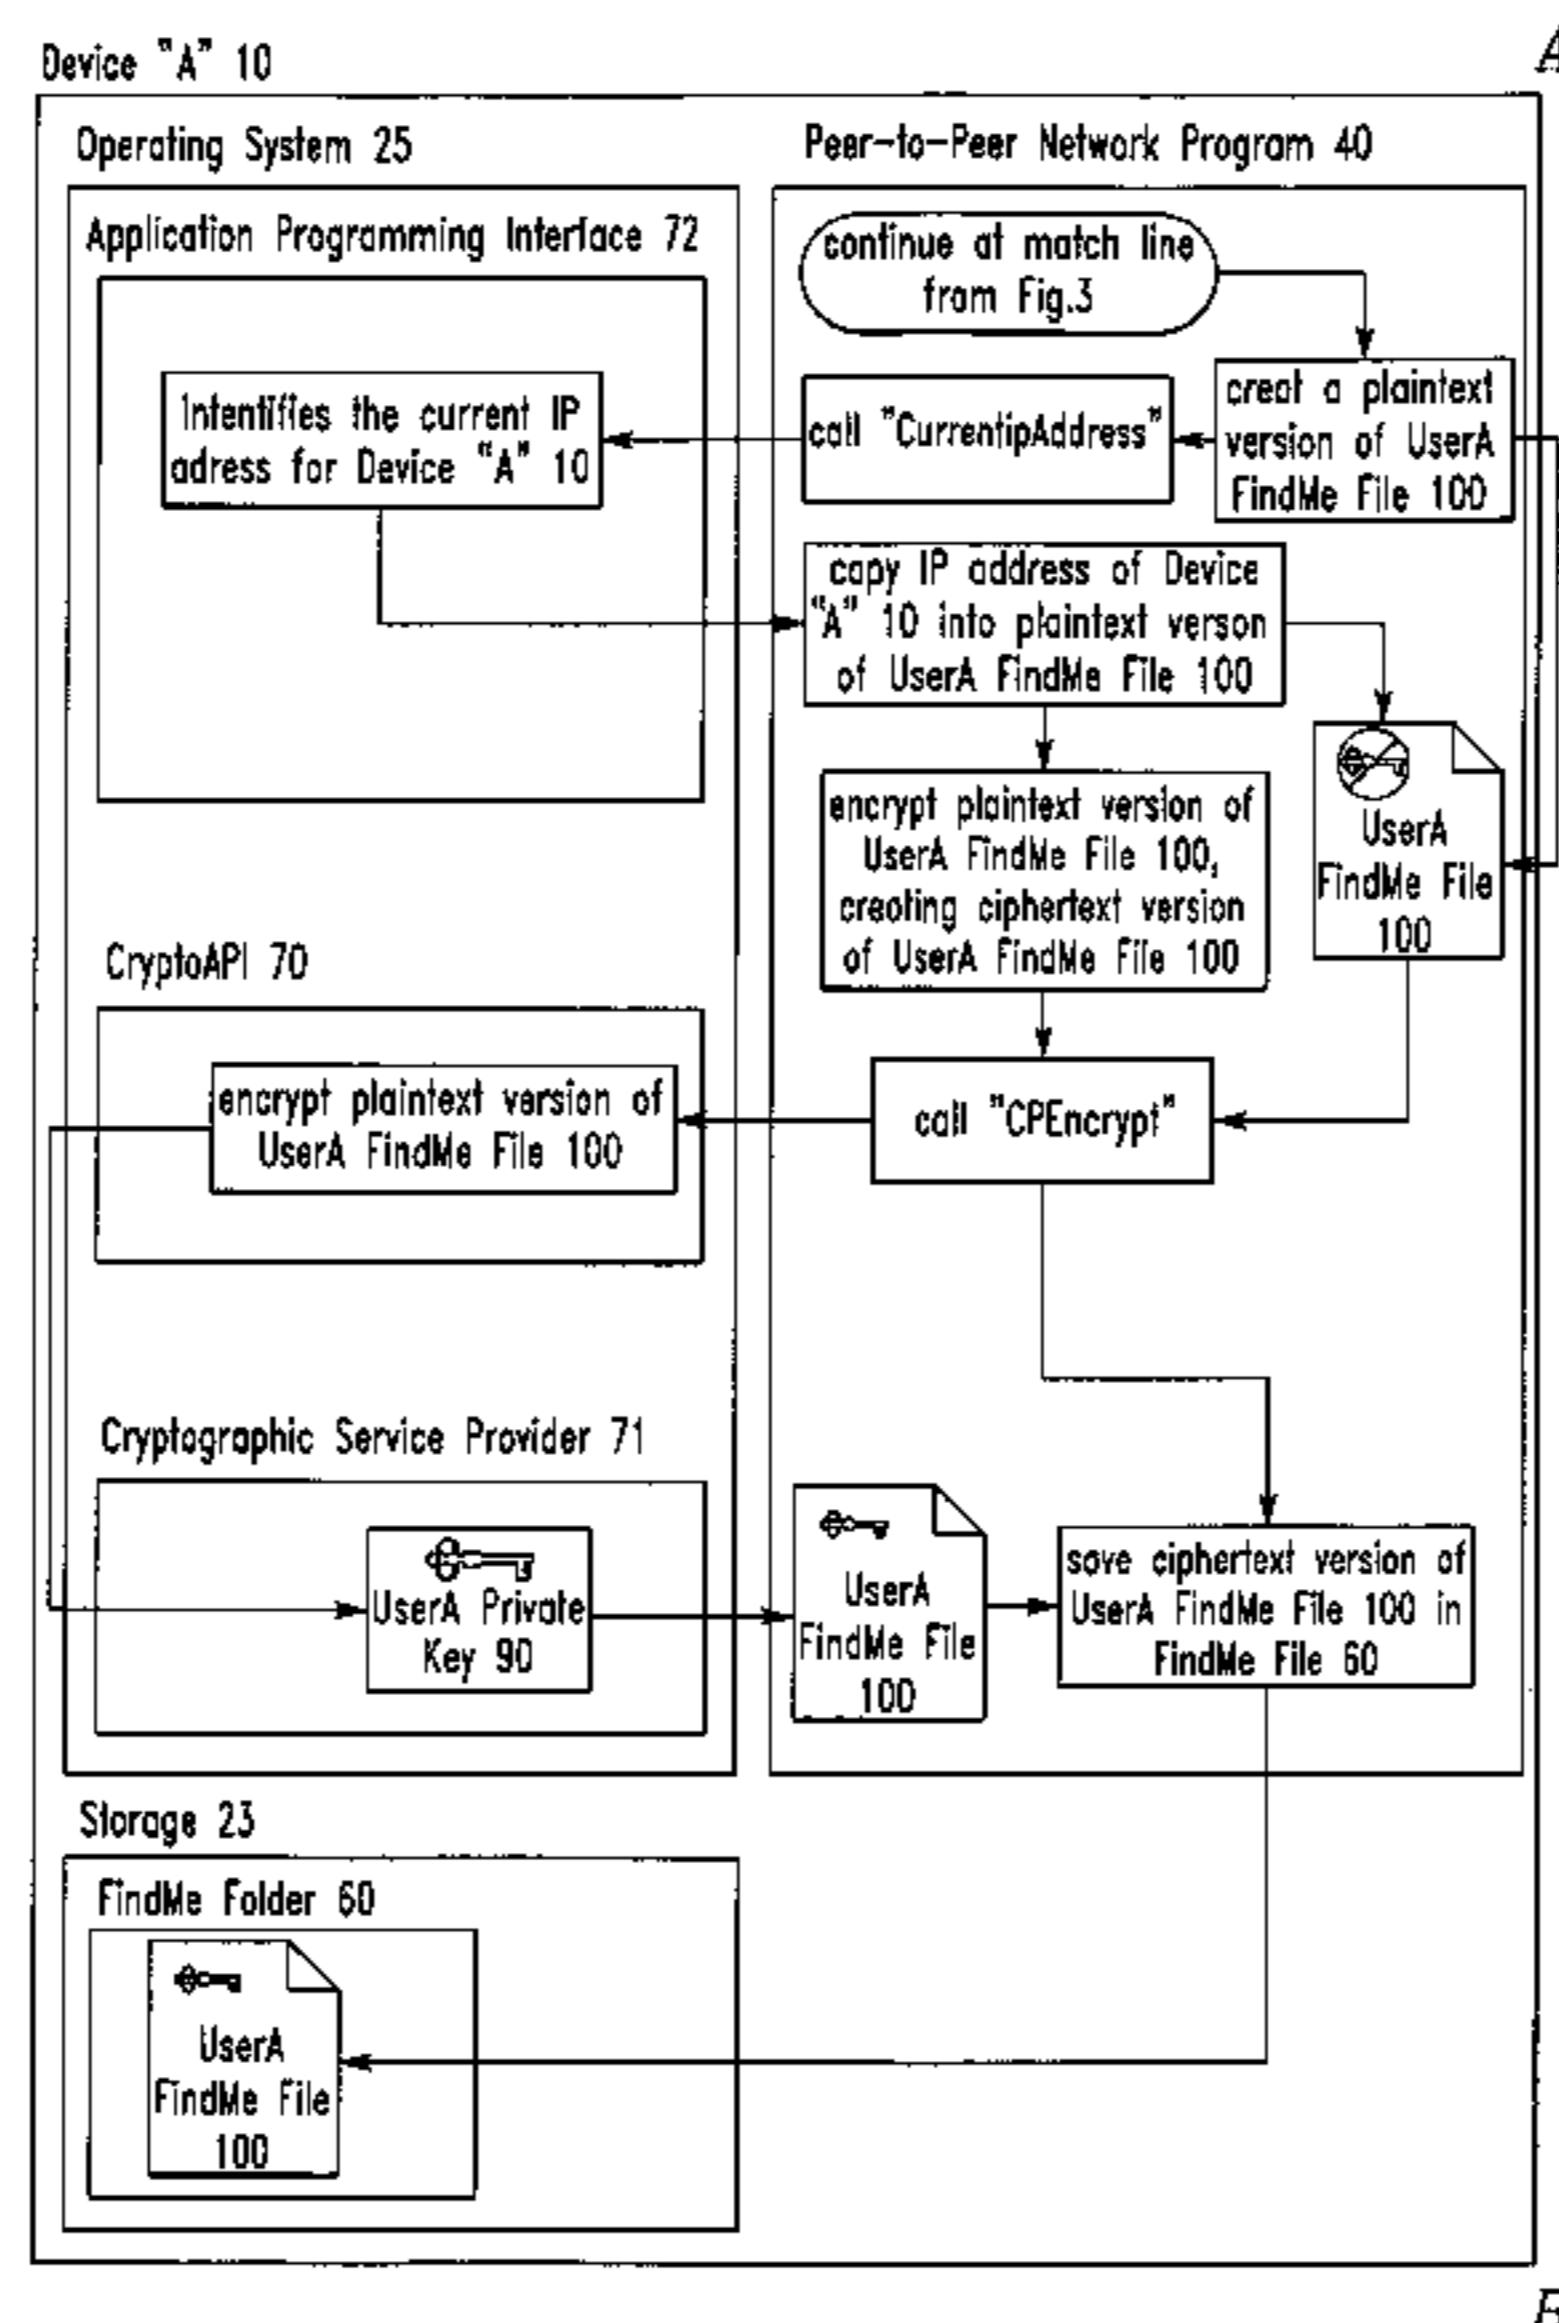 Device "A" 10
Operating System 25
Peer-to-Peer Network Program 40
Application Programming Interface 72
continue at match line
from Fig.3
Intentifies the current IP
adress for Device "A" 10
call "CurrentipAddress"
creat a plaintext
version of UserA
FindMe File 100
copy IP address of Device
"A" 10 into plaintext verson
of UserA FindMe File 100
UserA
FindMe File
100
encrypt plaintext version of
UserA FindMe File 100,
creating ciphertext version
of UserA FindMe File 100
CryptoAPI 70
encrypt plaintext version of
UserA FindMe File 100
call "CPEncrypt"
Cryptographic Service Provider 71
UserA Private
Key 90
UserA
FindMe File
100
save ciphertext version of
UserA FindMe File 100 in
FindMe File 60
Storage 23
FindMe Folder 60
UserA
FindMe File
100